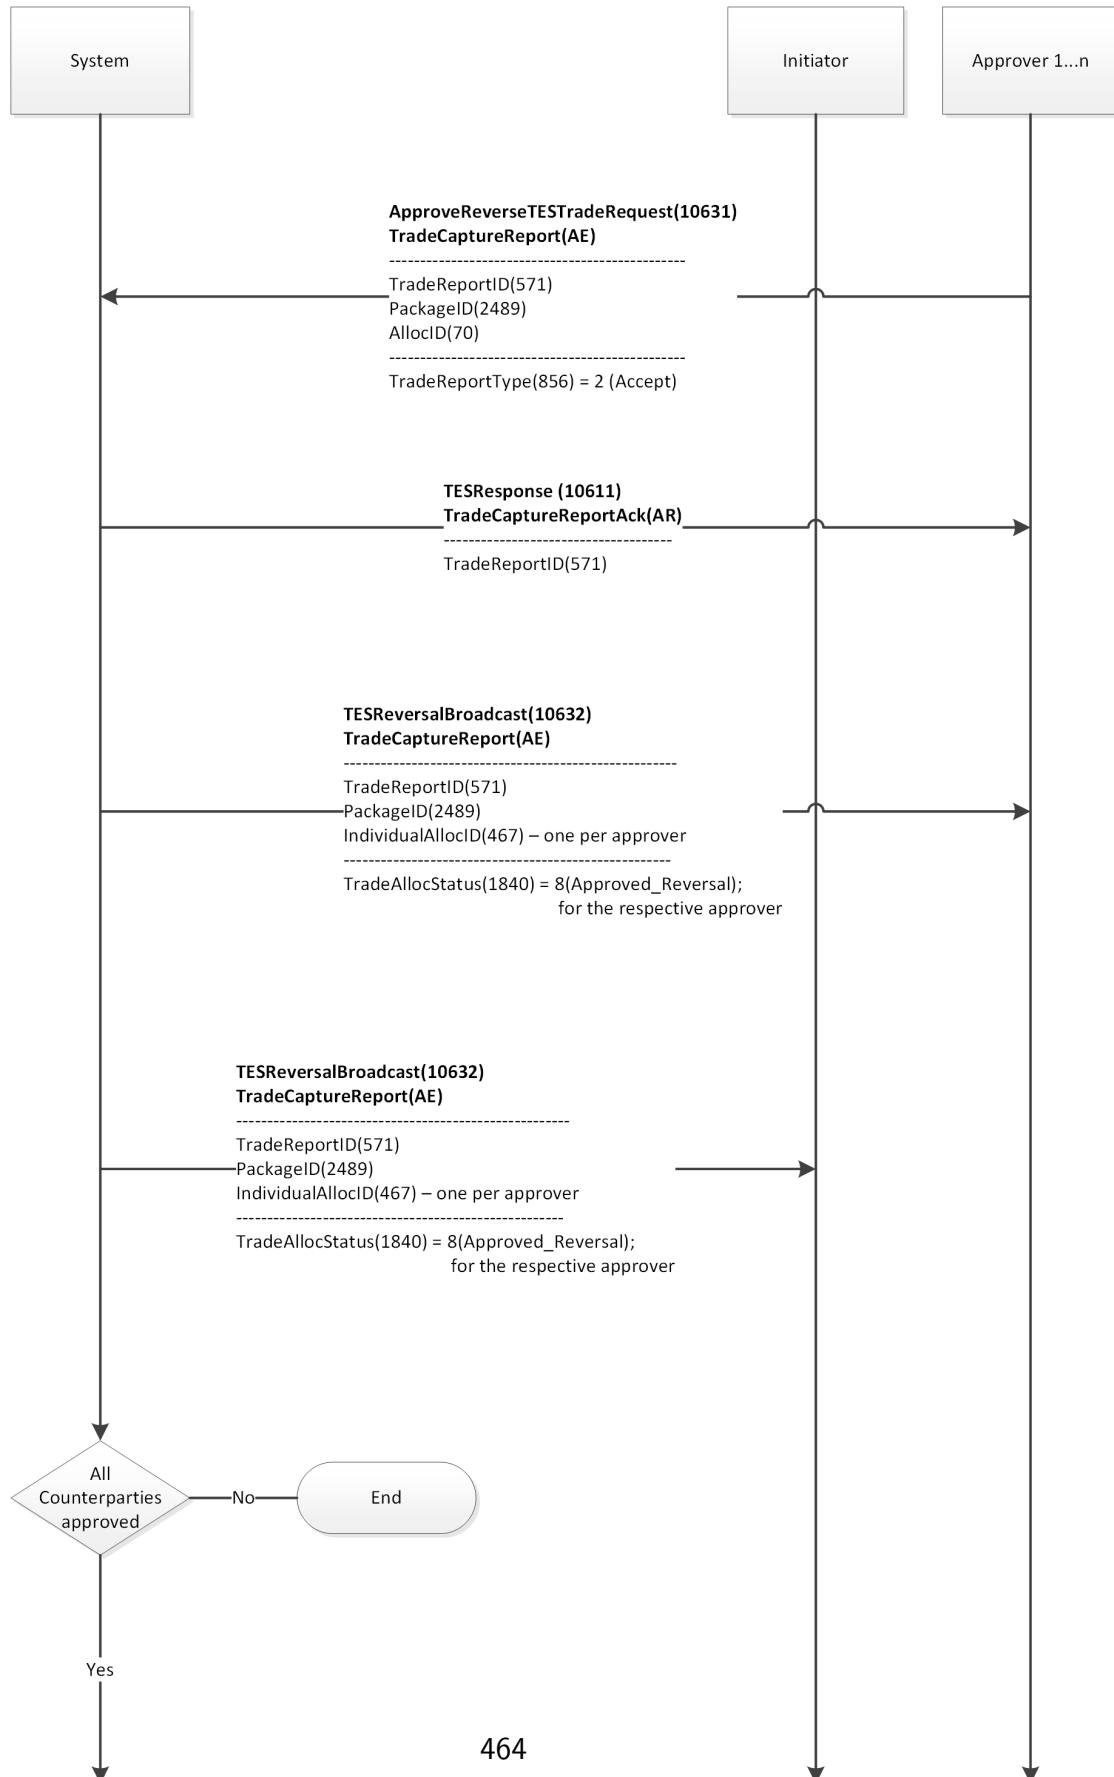 System
Initiator
Approver 1...n
ApproveReverseTESTradeRequest(10631)
TradeCaptureReport(AE)
------------------------------------------------
TradeReportID(571)
PackageID(2489)
AllocID(70)
------------------------------------------------
TradeReportType(856) = 2 (Accept)
TESResponse (10611)
TradeCaptureReportAck(AR)
-------------------------------------
TradeReportID(571)
TESReversalBroadcast(10632)
TradeCaptureReport(AE)
------------------------------------------------------
TradeReportID(571)
PackageID(2489)
IndividualAllocID(467) – one per approver
-----------------------------------------------------
TradeAllocStatus(1840) = 8(Approved_Reversal);
for the respective approver
TESReversalBroadcast(10632)
TradeCaptureReport(AE)
------------------------------------------------------
TradeReportID(571)
PackageID(2489)
IndividualAllocID(467) – one per approver
-----------------------------------------------------
TradeAllocStatus(1840) = 8(Approved_Reversal);
for the respective approver
All
Counterparties
approved
No
End
Yes
464